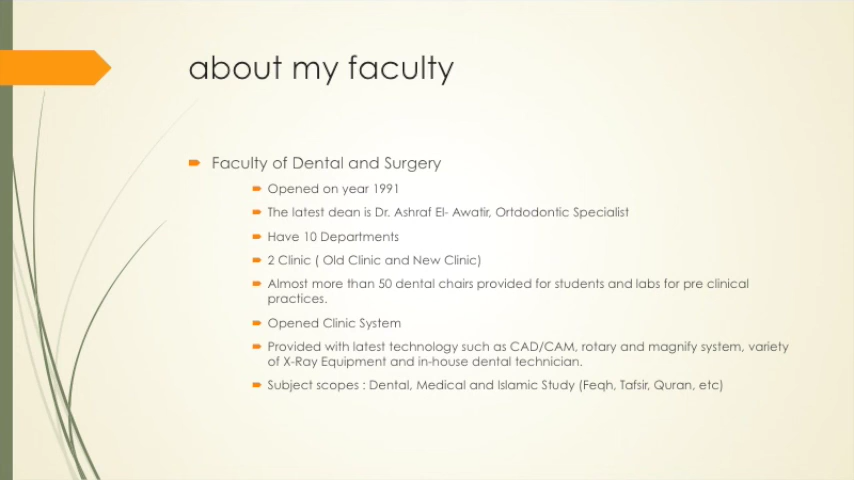 about my faculty
Faculty of Dental and Surgery
Opened on year 1991
The latest dean is Dr. Ashraf El- Awatir, Ortdodontic Specialist
Have 10 Departments
2 Clinic ( Old Clinic and New Clinic)
Almost more than 50 dental chairs provided for students and labs for pre clinical
practices.
Opened Clinic System
Provided with latest technology such as CAD/CAM, rotary and magnify system, variety
of X-Ray Equipment and in-house dental technician.
Subject scopes : Dental, Medical and Islamic Study (Feqh, Tafsir, Quran, etc)